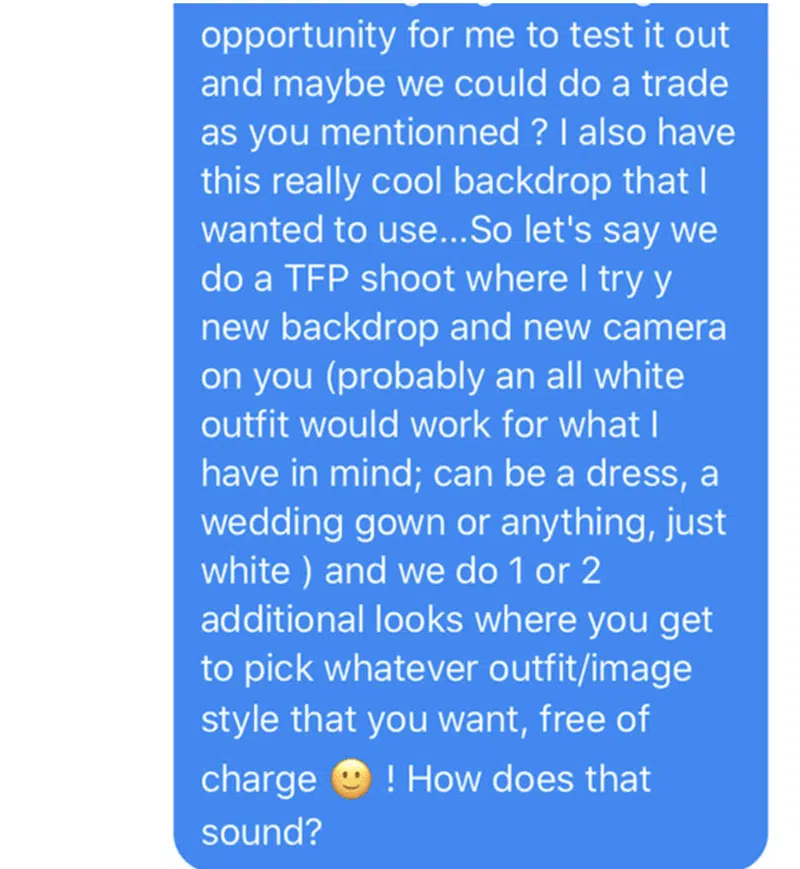 opportunity for me to test it out
and maybe we could do a trade
as you mentionned ? I also have
this really cool backdrop that I
wanted to use...So let's say we
do a TFP shoot where I try y
new backdrop and new camera
on you (probably an all white
outfit would work for what I
have in mind; can be a dress, a
wedding gown or anything, just
white ) and we do 1 or 2
additional looks where you get
to pick whatever outfit/image
style that you want, free of
charge 🙂 ! How does that
sound?